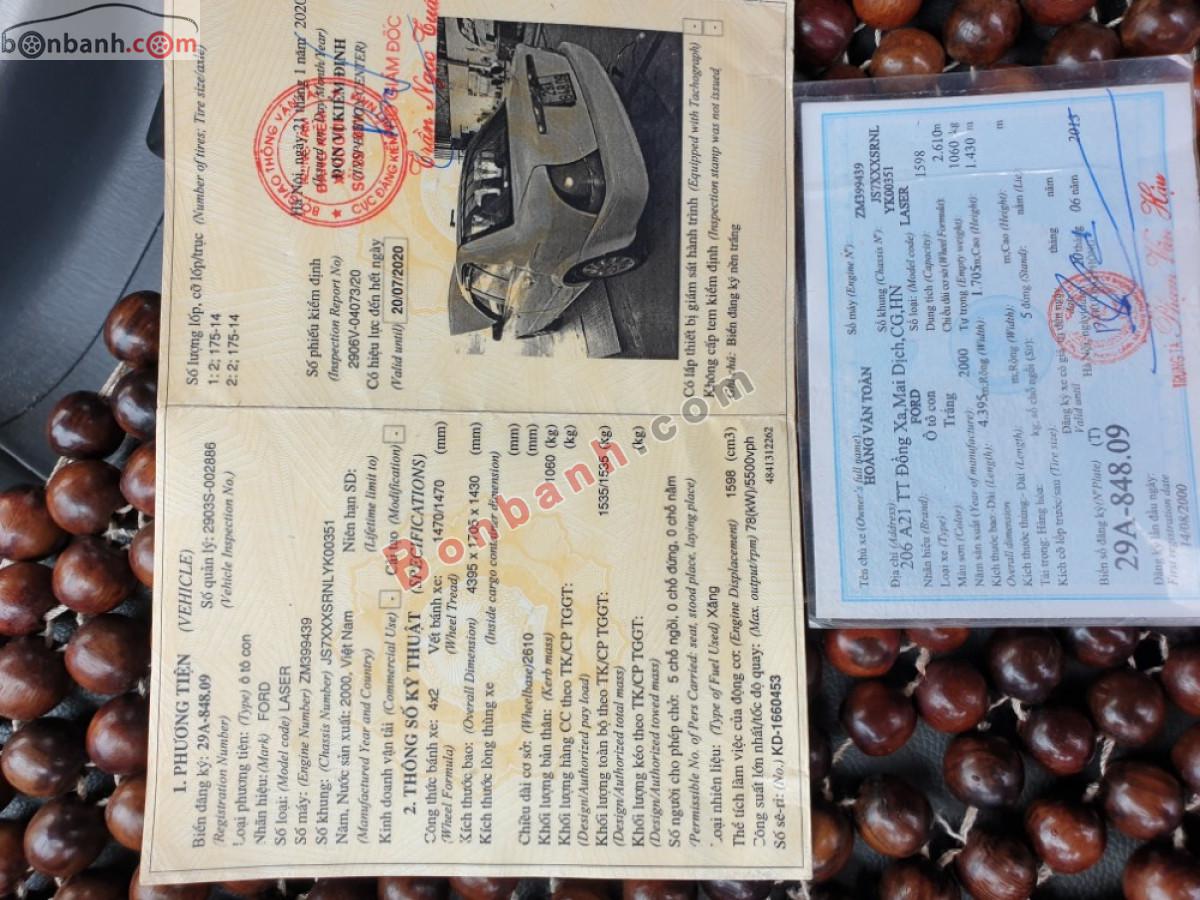 bonbanh.com
1. PHƯƠNG TIỆN (VEHICLE)
Biển đăng ký: 29A-848.09 Số quản lý: 2903S-002886
(Registration Number) (Vehicle Inspection No.)
Loại phương tiện: (Type) ô tô con
Nhãn hiệu: (Mark) FORD
Số loại: (Model code) LASER
Số máy: (Engine Number) ZM399439
Số khung: (Chassis Number) JS7XXXSRNLYK00351
Năm, Nước sản xuất: 2000, Việt Nam Niên hạn SD:
(Manufactured Year and Country) (Lifetime limit to)
Kinh doanh vận tải (Commercial Use) - Cải tạo (Modification) -
2. THÔNG SỐ KỸ THUẬT (SPECIFICATIONS)
Công thức bánh xe: 4x2 Vết bánh xe: 1470/1470 (mm)
(Wheel Formula) (Wheel Tread)
Kích thước bao: (Overall Dimension) 4395 x 1705 x 1430 (mm)
Kích thước lòng thùng xe (Inside cargo container dimension)
(mm)
Chiều dài cơ sở: (Wheelbase) 2610 (mm)
Khối lượng bản thân: (Kerb mass) 1060 (kg)
Khối lượng hàng CC theo TK/CP TGGT: (kg)
(Design/Authorized pay load)
Khối lượng toàn bộ theo TK/CP TGGT: 1535/1535 (kg)
(Design/Authorized total mass)
Khối lượng kéo theo TK/CP TGGT: (kg)
(Design/Authorized towed mass)
Số người cho phép chở: 5 chỗ ngồi, 0 chỗ đứng, 0 chỗ nằm
(Permissible No. of Pers Carried: seat, stood place, laying place)
Loại nhiên liệu: (Type of Fuel Used) Xăng
Thể tích làm việc của động cơ: (Engine Displacement) 1598 (cm3)
Công suất lớn nhất/tốc độ quay: (Max. output/rpm) 78(kW)/5500vph
Số sê-ri: (No.) KD-1660453 4841312262
Số lượng lốp, cỡ lốp/trục (Number of tires; Tire size/axle)
1: 2; 175-14
2: 2; 175-14
Số phiếu kiểm định
(Inspection Report No)
2906V-04073/20
Có hiệu lực đến hết ngày
(Valid until) 20/07/2020
Hà Nội, ngày 21 tháng 1 năm 2020
(Issued on: Day/Month/Year)
ĐƠN VỊ KIỂM ĐỊNH
(INSPECTION CENTER)
GIÁM ĐỐC
BỘ GIAO THÔNG VẬN
CỤC ĐĂNG KIỂM
Trần
Có lắp thiết bị giám sát hành trình (Equipped with Tachograph) -
Không cấp tem kiểm định (Inspection stamp was not issued) -
Ghi chú: Biển đăng ký nền trắng
Bonbanh.com
Tên chủ xe (Owner's full name)
HOÀNG VĂN TOÀN
Địa chỉ (Address):
206 A21 TT Đồng Xa,Mai Dịch,CG,HN
Nhãn hiệu (Brand): FORD
Loại xe (Type): Ô tô con
Màu sơn (Color): Trắng
Năm sản xuất (Year of manufacture): 2000
Kích thước bao - Dài (Length): 4.395 m,Rộng (Width): 1.705 m,Cao (Height): 1.430 m
Overall dimension
Kích thước thùng - Dài (Length): m,Rộng (Width): m,Cao (Height): m
Tải trọng: Hàng hóa: kg, số chỗ ngồi (Sit): 5 đứng (Stand): nằm (Lie):
Kích cỡ lốp trước/sau (Tire size):
Số máy (Engine N°): ZM399439
Số khung (Chassis N°): JS7XXXSRNL
YK00351
Số loại: (Model code) LASER
Dung tích (Capacity): 1598
Chiều dài cơ sở (Wheel Formula): 2.610m
Tự trọng (Empty weight): 1060 kg
Đăng ký xe có giá trị đến ngày tháng năm
Valid until
20 tháng 06 năm 2013
Biển số đăng ký/N°Plate) (T)
29A-848.09
Đăng ký lần đầu ngày:
First registration date
14/08/2000
TRUNG TÁ: Phạm Văn Hậu